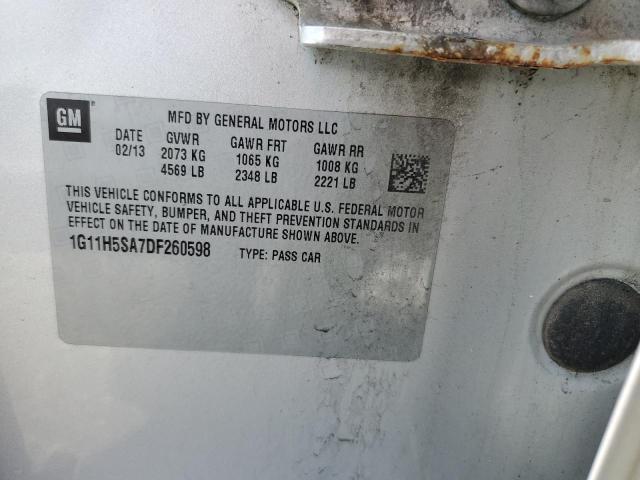 GM
MFD BY GENERAL MOTORS LLC
DATE GVWR GAWR FRT GAWR RR
02/13 2073 KG 1065 KG 1008 KG
4569 LB 2348 LB 2221 LB
THIS VEHICLE CONFORMS TO ALL APPLICABLE U.S. FEDERAL MOTOR
VEHICLE SAFETY, BUMPER, AND THEFT PREVENTION STANDARDS IN
EFFECT ON THE DATE OF MANUFACTURE SHOWN ABOVE.
1G11H5SA7DF260598 TYPE: PASS CAR